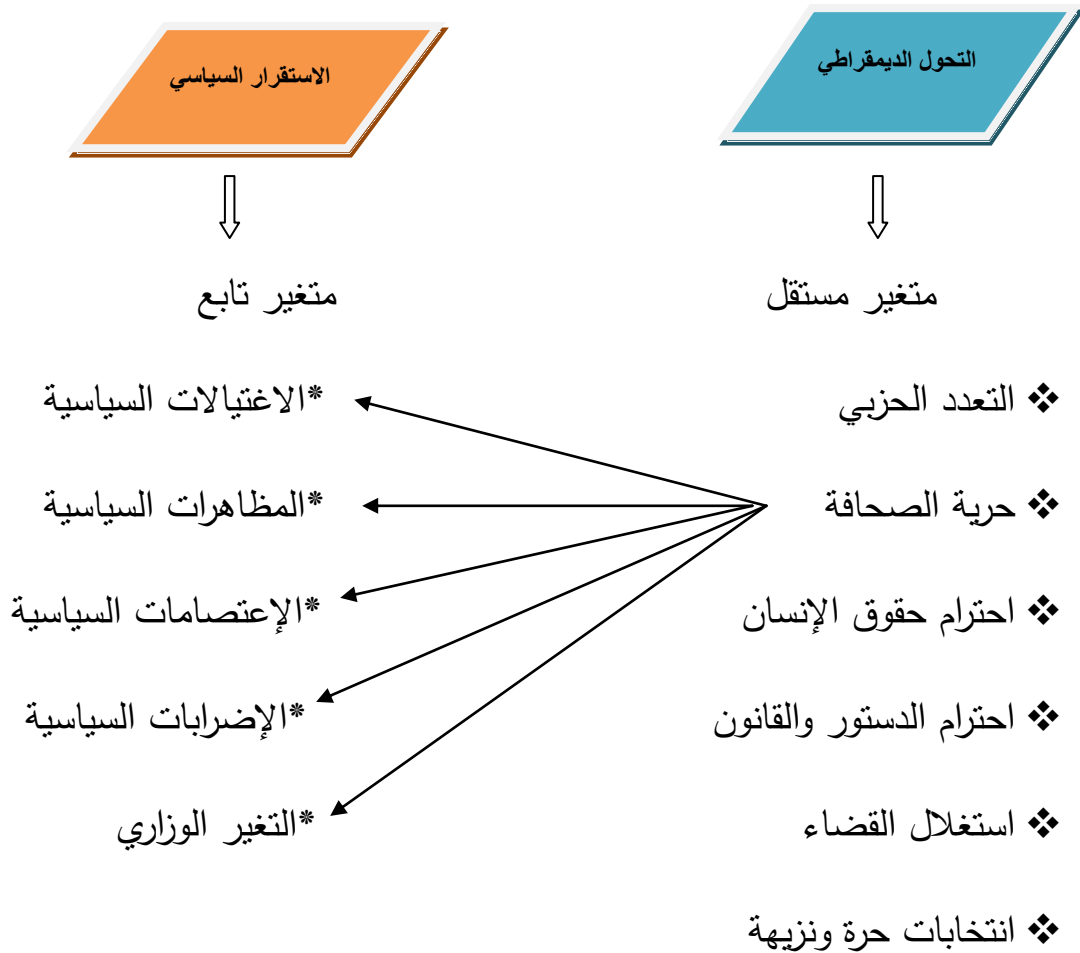 التحول الديمقراطي
الاستقرار السياسي
متغير مستقل
متغير تابع
❖ التعدد الحزبي
*الاغتيالات السياسية
❖ حرية الصحافة
*المظاهرات السياسية
❖ احترام حقوق الإنسان
*الإعتصامات السياسية
❖ احترام الدستور والقانون
*الإضرابات السياسية
❖ استغلال القضاء
*التغير الوزاري
❖ انتخابات حرة ونزيهة